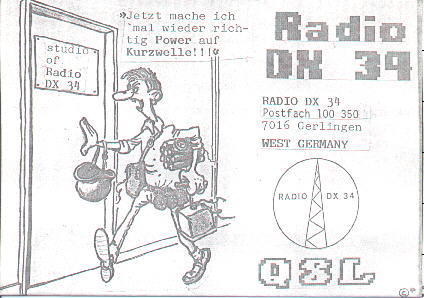 »Jetzt mache ich
'mal wieder rich-
tig Power auf
Kurzwelle!!!«
studio
of
Radio
DX 34
Radio
DX 34
RADIO DX 34
Postfach 100 350
7016 Gerlingen
WEST GERMANY
RADIO DX 34
QSL
©